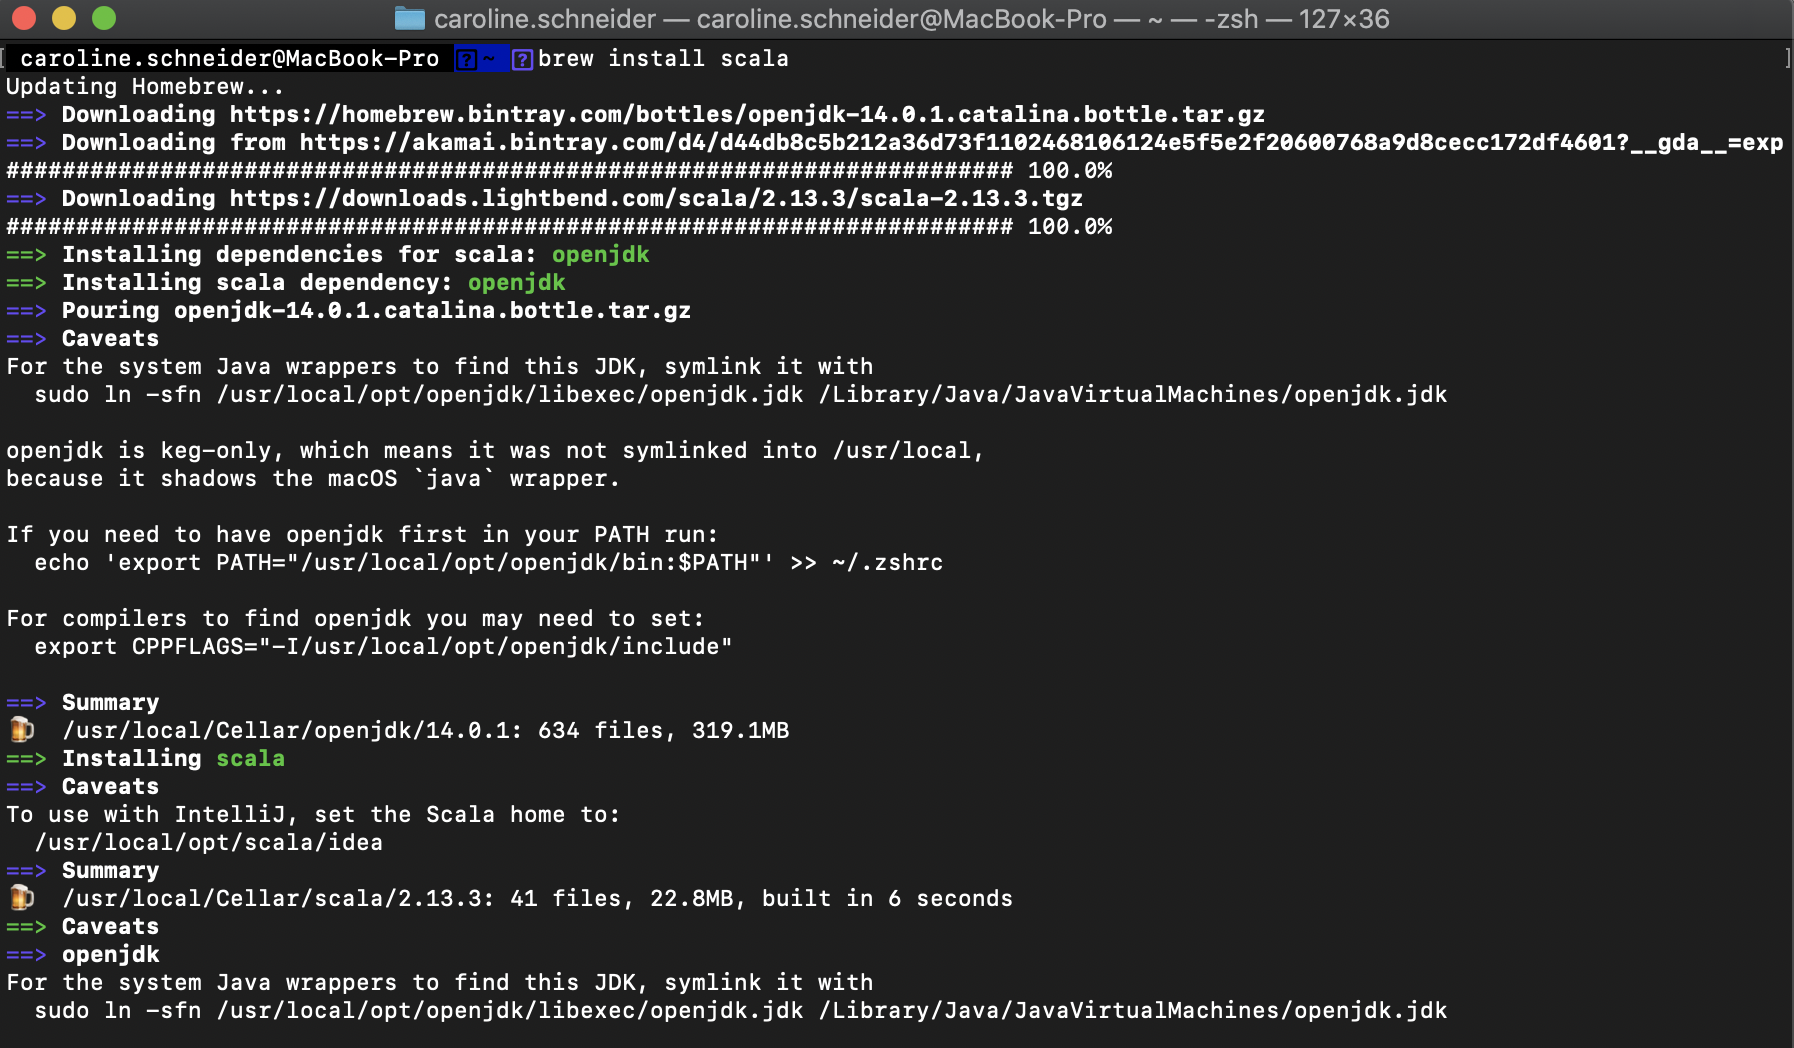 caroline.schneider — caroline.schneider@MacBook-Pro — ~ — -zsh — 127×36
[ caroline.schneider@MacBook-Pro ? ~ ? brew install scala ]
Updating Homebrew...
==> Downloading https://homebrew.bintray.com/bottles/openjdk-14.0.1.catalina.bottle.tar.gz
==> Downloading from https://akamai.bintray.com/d4/d44db8c5b212a36d73f1102468106124e5f5e2f20600768a9d8cecc172df4601?__gda__=exp
######################################################################## 100.0%
==> Downloading https://downloads.lightbend.com/scala/2.13.3/scala-2.13.3.tgz
######################################################################## 100.0%
==> Installing dependencies for scala: openjdk
==> Installing scala dependency: openjdk
==> Pouring openjdk-14.0.1.catalina.bottle.tar.gz
==> Caveats
For the system Java wrappers to find this JDK, symlink it with
  sudo ln -sfn /usr/local/opt/openjdk/libexec/openjdk.jdk /Library/Java/JavaVirtualMachines/openjdk.jdk

openjdk is keg-only, which means it was not symlinked into /usr/local,
because it shadows the macOS `java` wrapper.

If you need to have openjdk first in your PATH run:
  echo 'export PATH="/usr/local/opt/openjdk/bin:$PATH"' >> ~/.zshrc

For compilers to find openjdk you may need to set:
  export CPPFLAGS="-I/usr/local/opt/openjdk/include"

==> Summary
🍺  /usr/local/Cellar/openjdk/14.0.1: 634 files, 319.1MB
==> Installing scala
==> Caveats
To use with IntelliJ, set the Scala home to:
  /usr/local/opt/scala/idea
==> Summary
🍺  /usr/local/Cellar/scala/2.13.3: 41 files, 22.8MB, built in 6 seconds
==> Caveats
==> openjdk
For the system Java wrappers to find this JDK, symlink it with
  sudo ln -sfn /usr/local/opt/openjdk/libexec/openjdk.jdk /Library/Java/JavaVirtualMachines/openjdk.jdk